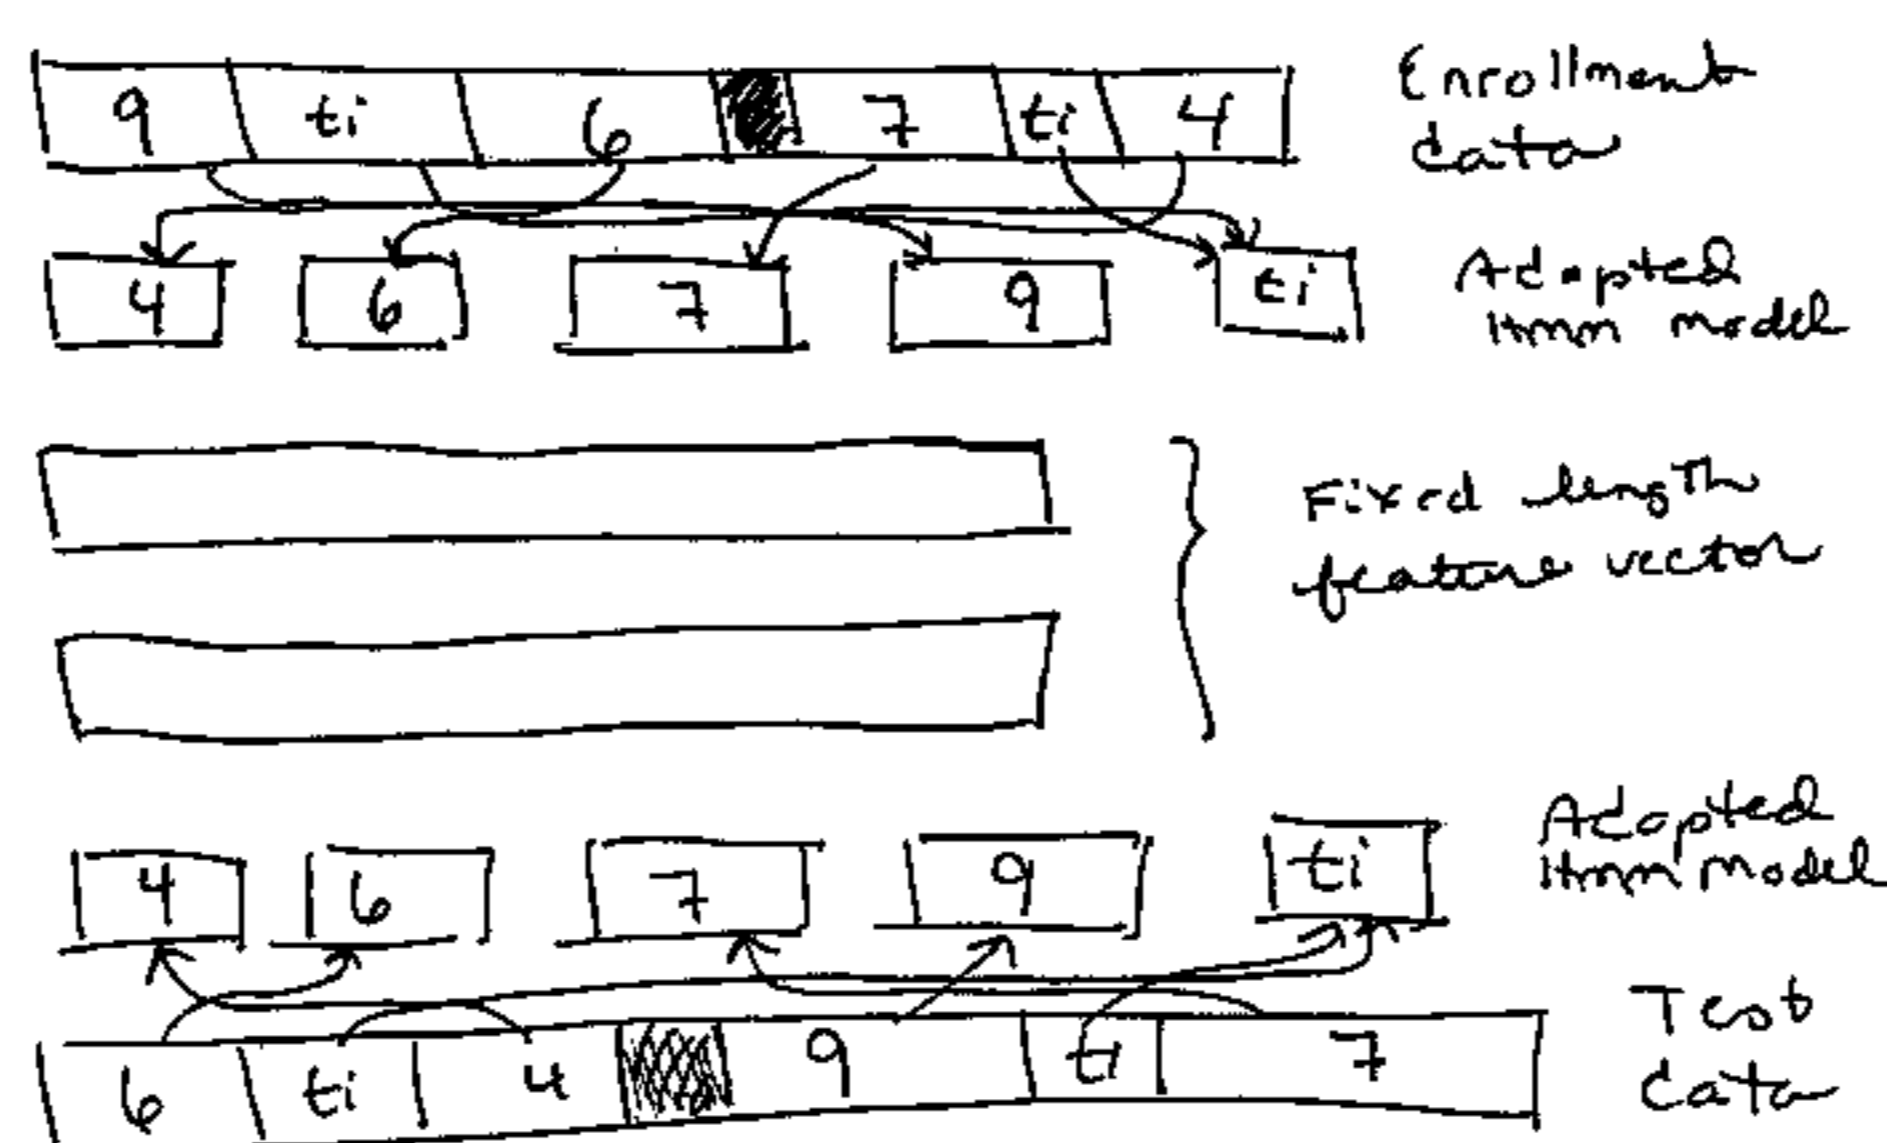 9 ti 6 7 ti 4
Enrollment
data
4 6 7 9 ti
Adapted
HMM model
Fixed length
feature vector
4 6 7 9 ti
Adapted
HMM model
6 ti 4 9 ti 7
Test
data